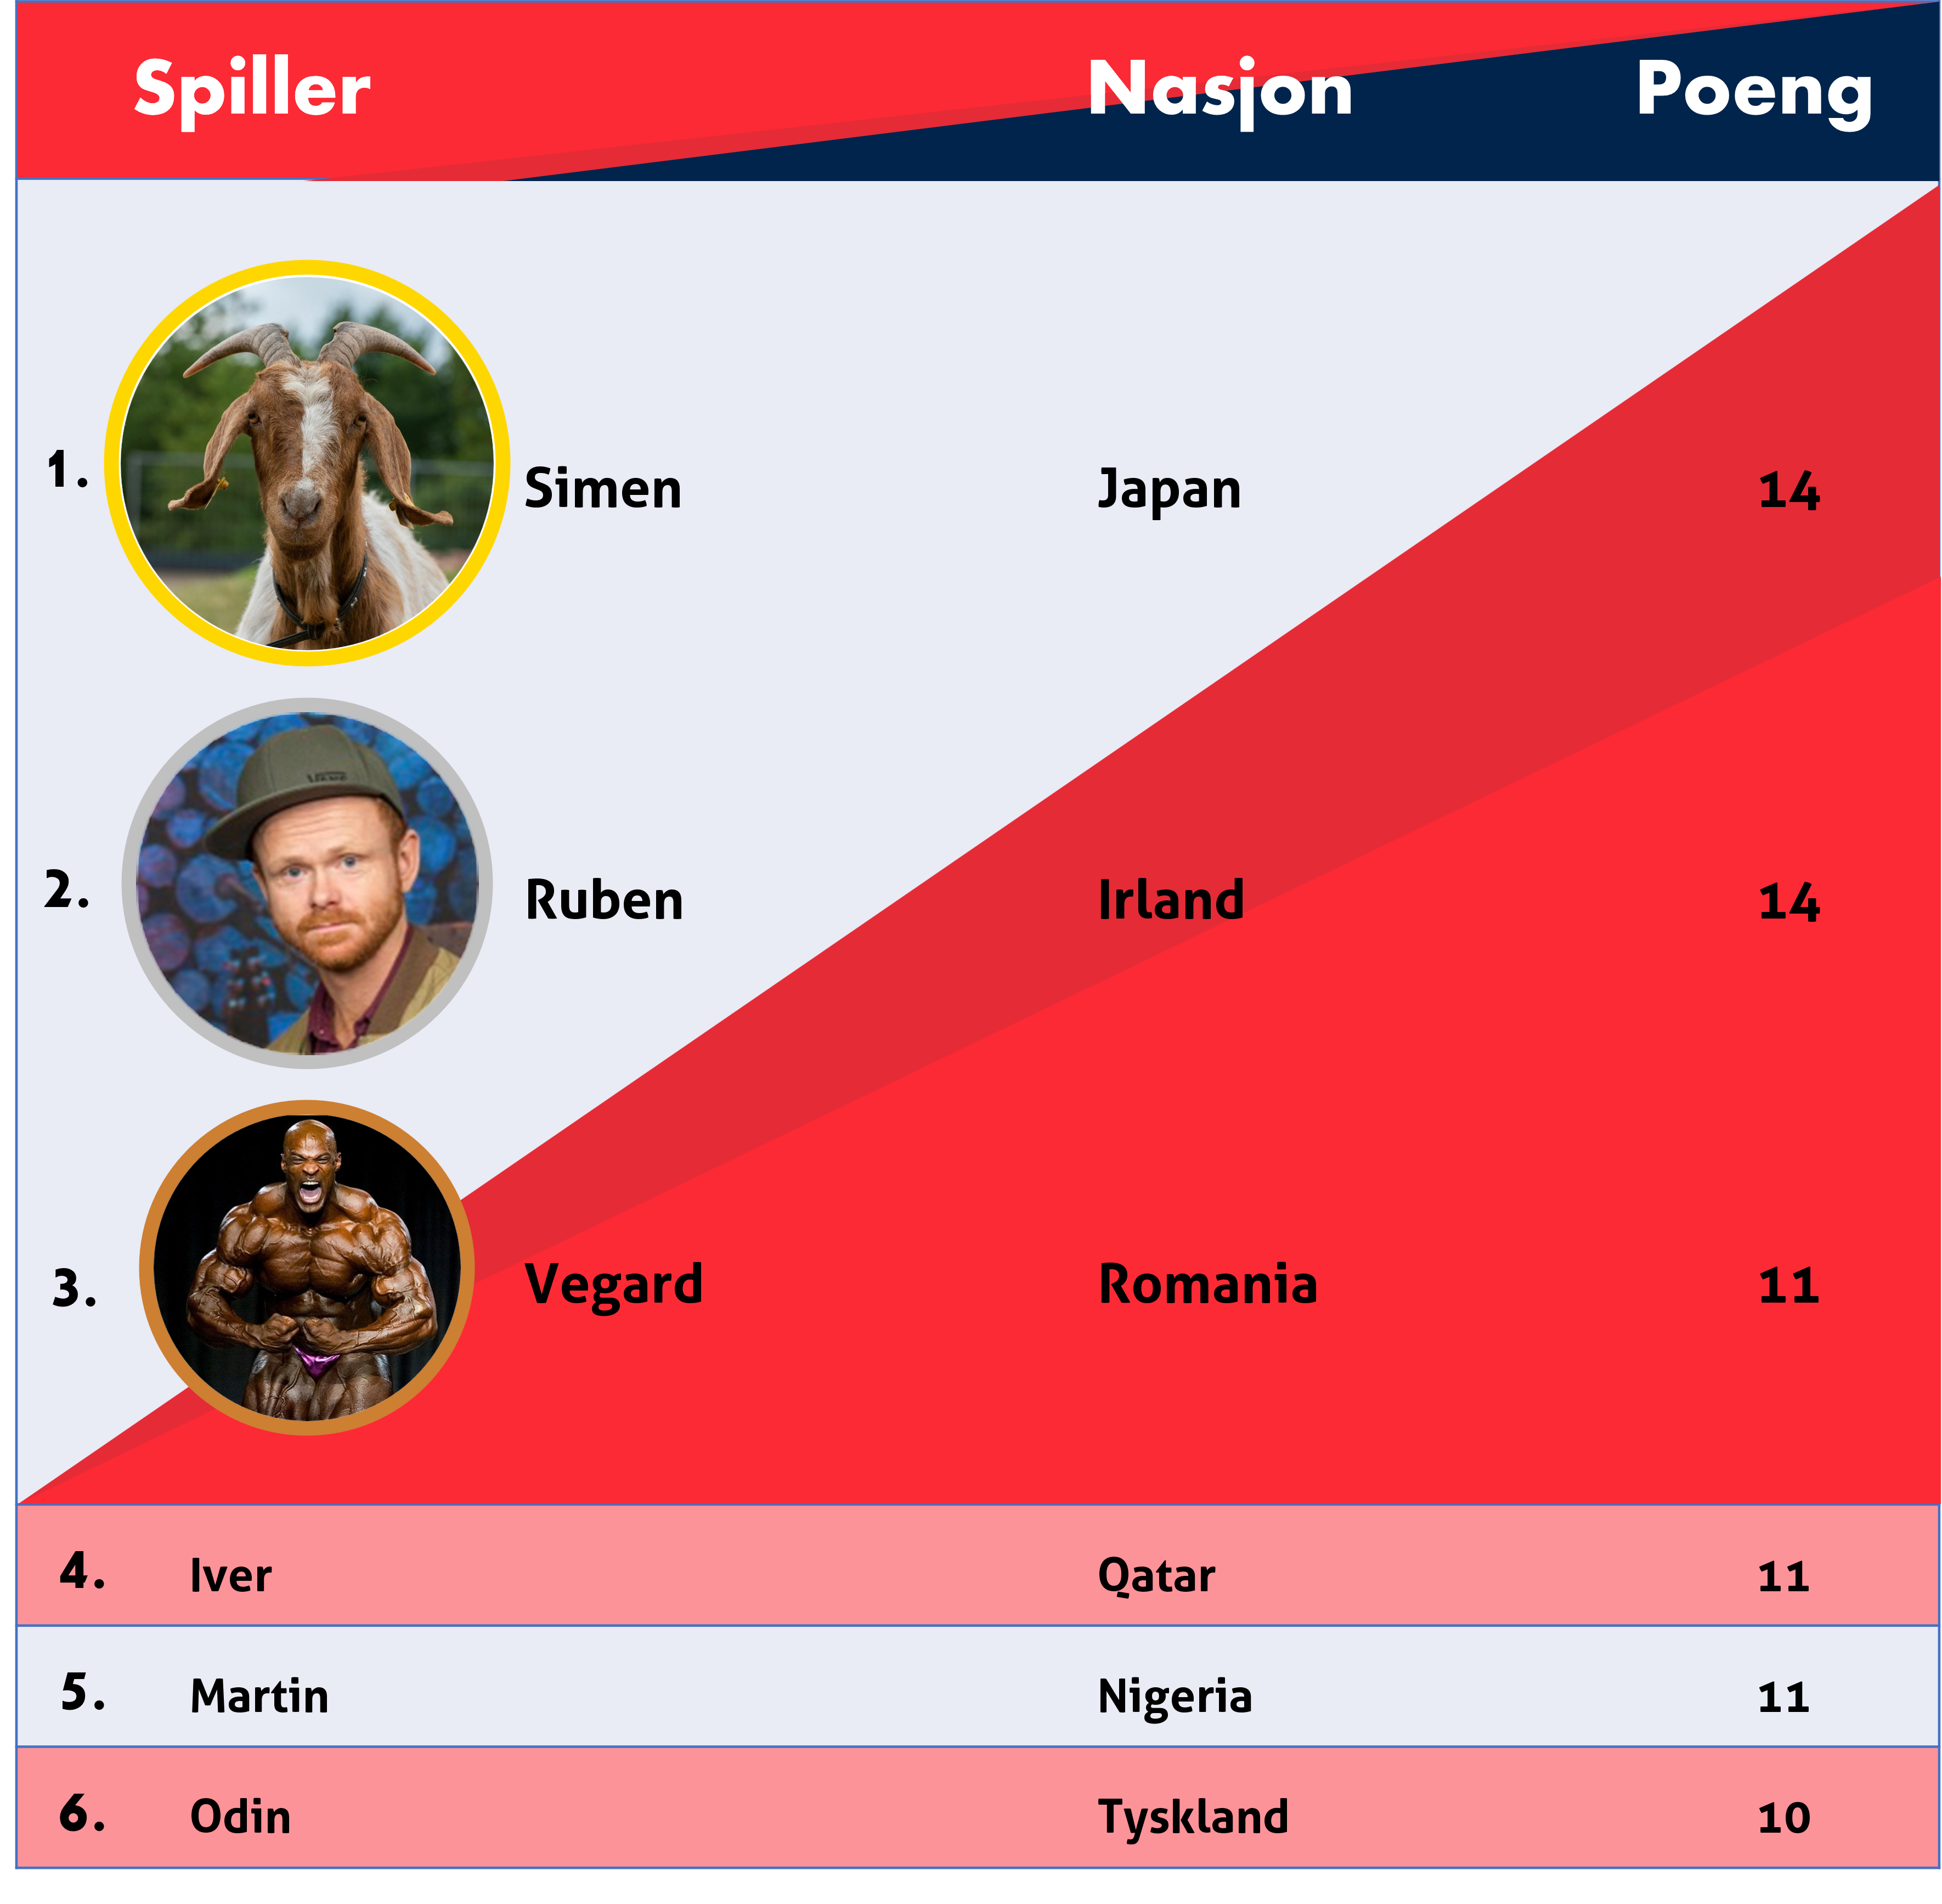 Spiller Nasjon Poeng
1. Simen Japan 14
2. Ruben Irland 14
3. Vegard Romania 11
4. Iver Qatar 11
5. Martin Nigeria 11
6. Odin Tyskland 10